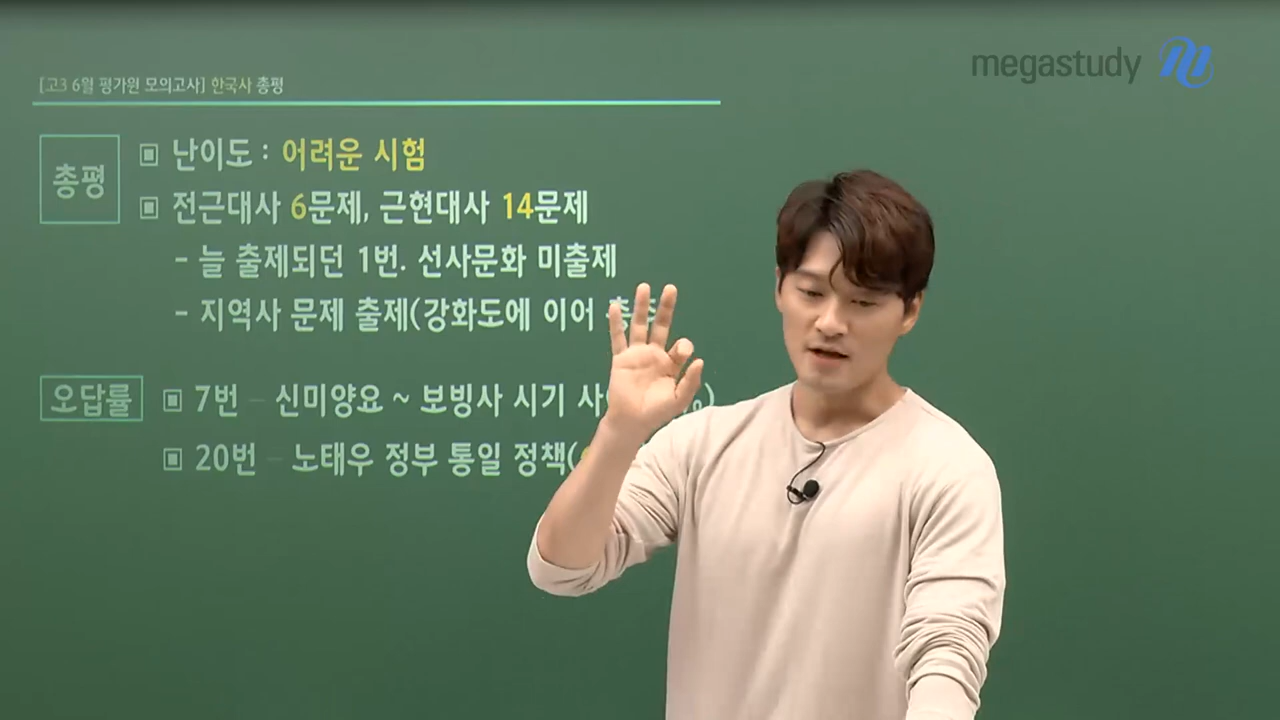 megastudy
[고3 6월 평가원 모의고사] 한국사 총평
총평
▣ 난이도 : 어려운 시험
▣ 전근대사 6문제, 근현대사 14문제
- 늘 출제되던 1번. 선사문화 미출제
- 지역사 문제 출제(강화도에 이어
오답률
▣ 7번 – 신미양요 ~ 보빙사 시기 %)
▣ 20번 – 노태우 정부 통일 정책(